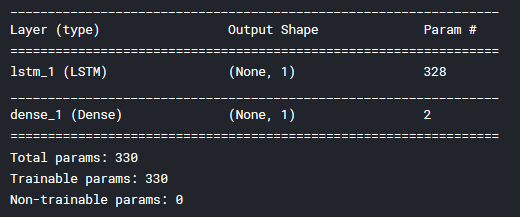 _________________________________________________________________
Layer (type)                 Output Shape              Param #
=================================================================
lstm_1 (LSTM)                (None, 1)                 328
_________________________________________________________________
dense_1 (Dense)              (None, 1)                 2
=================================================================
Total params: 330
Trainable params: 330
Non-trainable params: 0